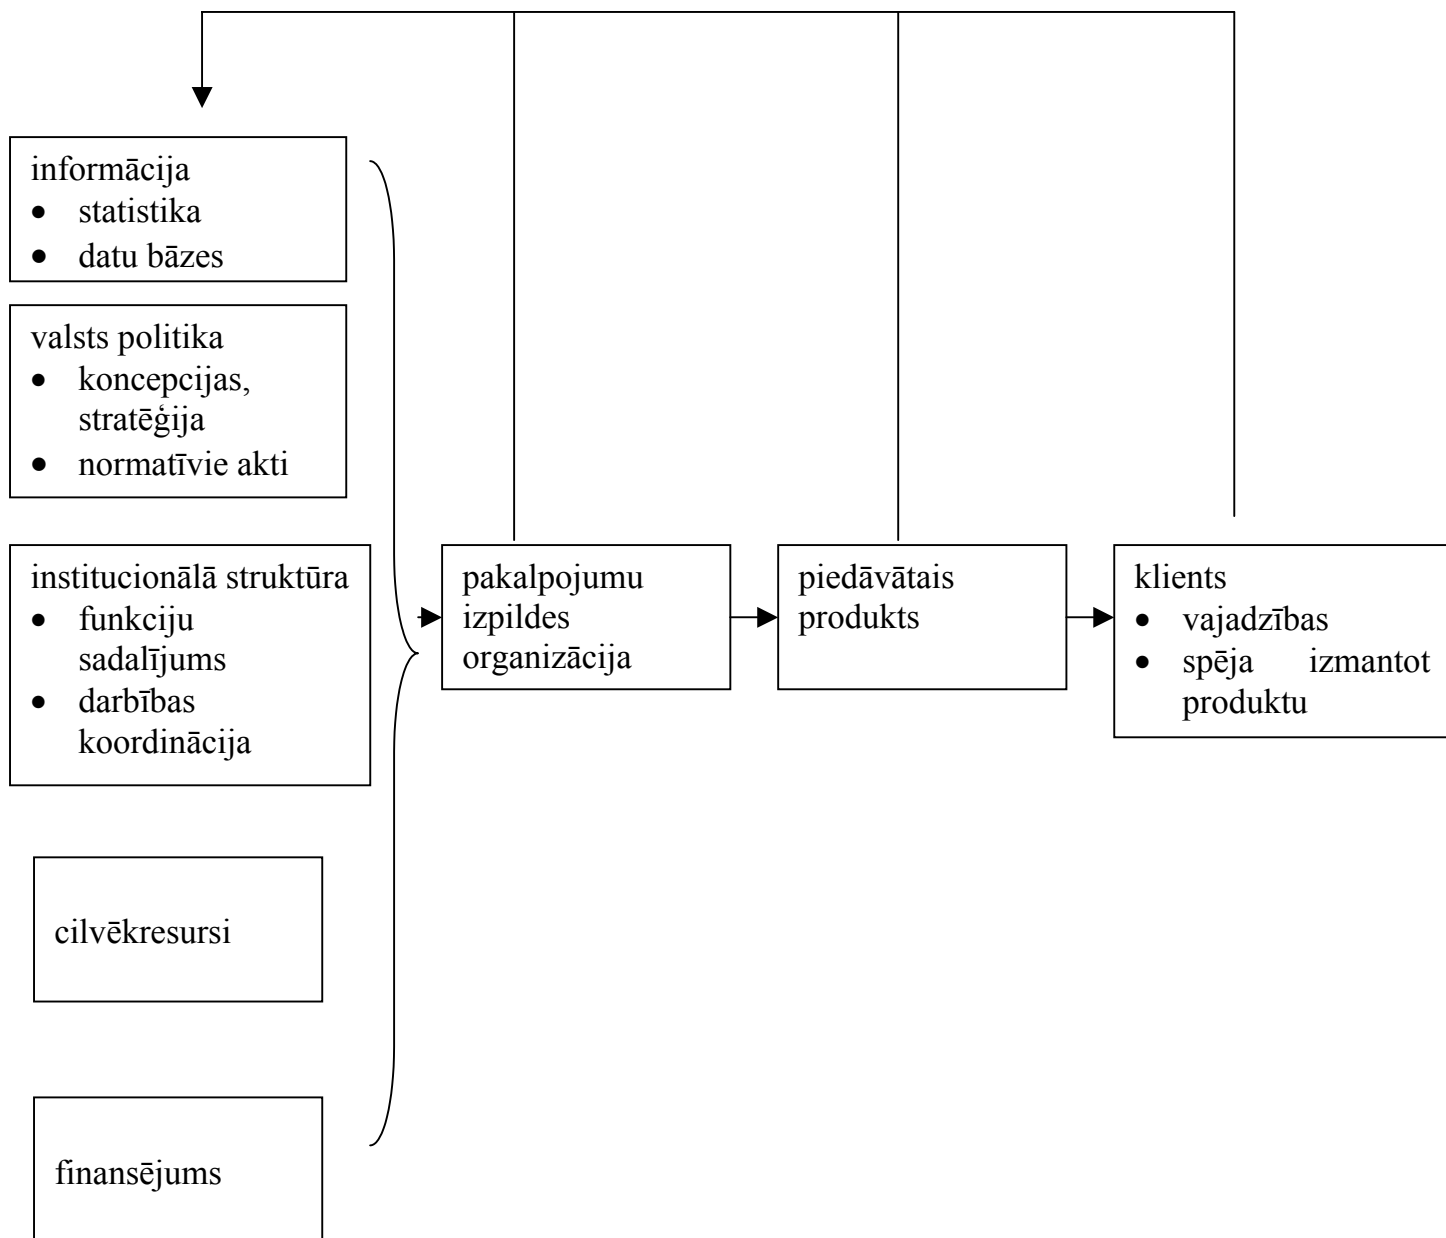 informācija
• statistika
• datu bāzes
valsts politika
• koncepcijas,
stratēģija
• normatīvie akti
institucionālā struktūra
• funkciju
sadalījums
• darbības
koordinācija
cilvēkresursi
finansējums
pakalpojumu
izpildes
organizācija
piedāvātais
produkts
klients
• vajadzības
• spēja izmantot
produktu